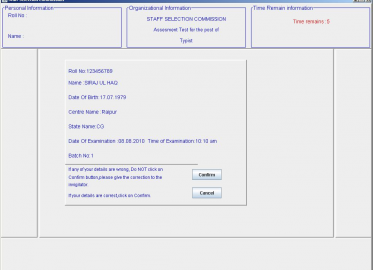 Personal Information
Roll No
Name :
Organizational Information
STAFF SELECTION COMMISSION
Assesment Test for the post of
Typist
Time Remain information
Time remains : 5
Roll No:123456789
Name :SIRAJ UL HAQ
Date Of Birth:17.07.1979
Centre Name: Raipur
State Name:CG
Date Of Examination :08.08.2010 Time of Examination:10:10 am
Batch No:1
If any of your details are wrong, Do NOT click on
Confirm button,please give the correction to the
invigilator.
If your details are correct,click on Confirm.
Confirm
Cancel